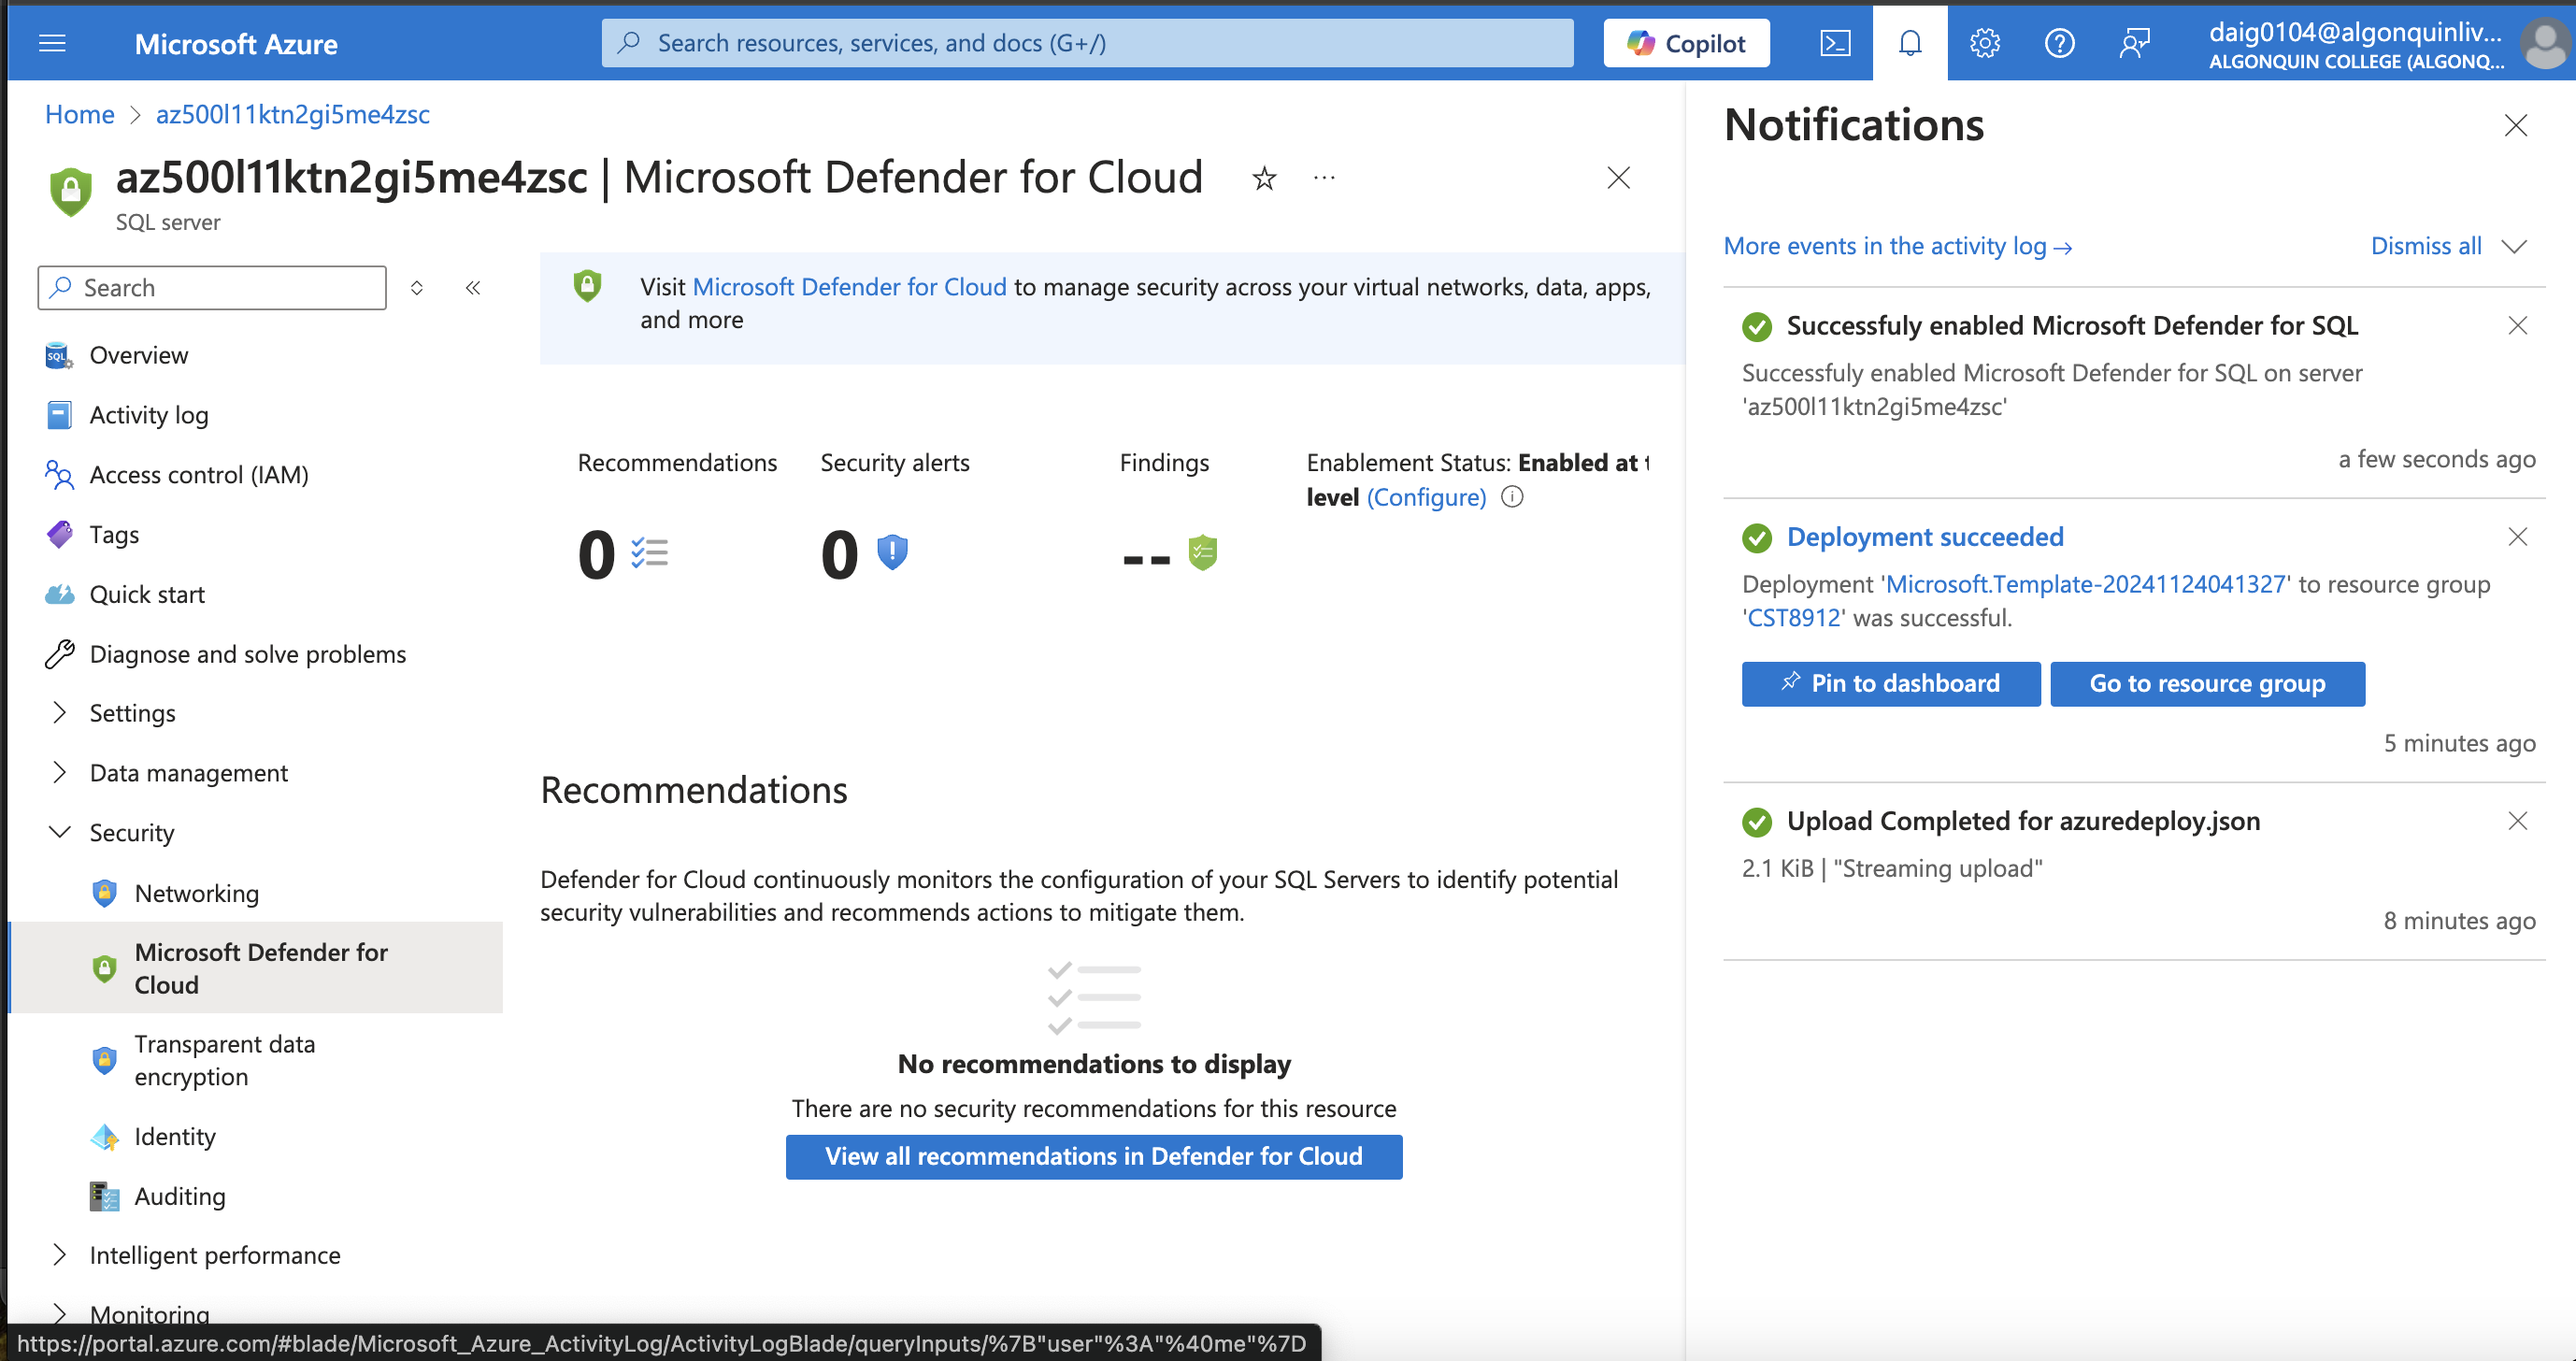 Microsoft Azure
Search resources, services, and docs (G+/)
Copilot
daig0104@algonquinliv...
ALGONQUIN COLLEGE (ALGONQ...
Home > az500l11ktn2gi5me4zsc
az500l11ktn2gi5me4zsc | Microsoft Defender for Cloud
SQL server
Search
SQL
Overview
Activity log
Access control (IAM)
Tags
Quick start
Diagnose and solve problems
Settings
Data management
Security
Networking
Microsoft Defender for
Cloud
Transparent data
encryption
Identity
Auditing
Intelligent performance
Monitoring
https://portal.azure.com/#blade/Microsoft_Azure_ActivityLog/ActivityLogBlade/queryInputs/%7B"user"%3A"%40me"%7D
Visit Microsoft Defender for Cloud to manage security across your virtual networks, data, apps,
and more
Recommendations
0
Security alerts
0
Findings
--
Enablement Status: Enabled at t
level (Configure)
Recommendations
Defender for Cloud continuously monitors the configuration of your SQL Servers to identify potential
security vulnerabilities and recommends actions to mitigate them.
No recommendations to display
There are no security recommendations for this resource
View all recommendations in Defender for Cloud
Notifications
More events in the activity log →
Dismiss all
Successfuly enabled Microsoft Defender for SQL
Successfuly enabled Microsoft Defender for SQL on server
'az500l11ktn2gi5me4zsc'
a few seconds ago
Deployment succeeded
Deployment 'Microsoft.Template-20241124041327' to resource group
'CST8912' was successful.
Pin to dashboard
Go to resource group
5 minutes ago
Upload Completed for azuredeploy.json
2.1 KiB | "Streaming upload"
8 minutes ago